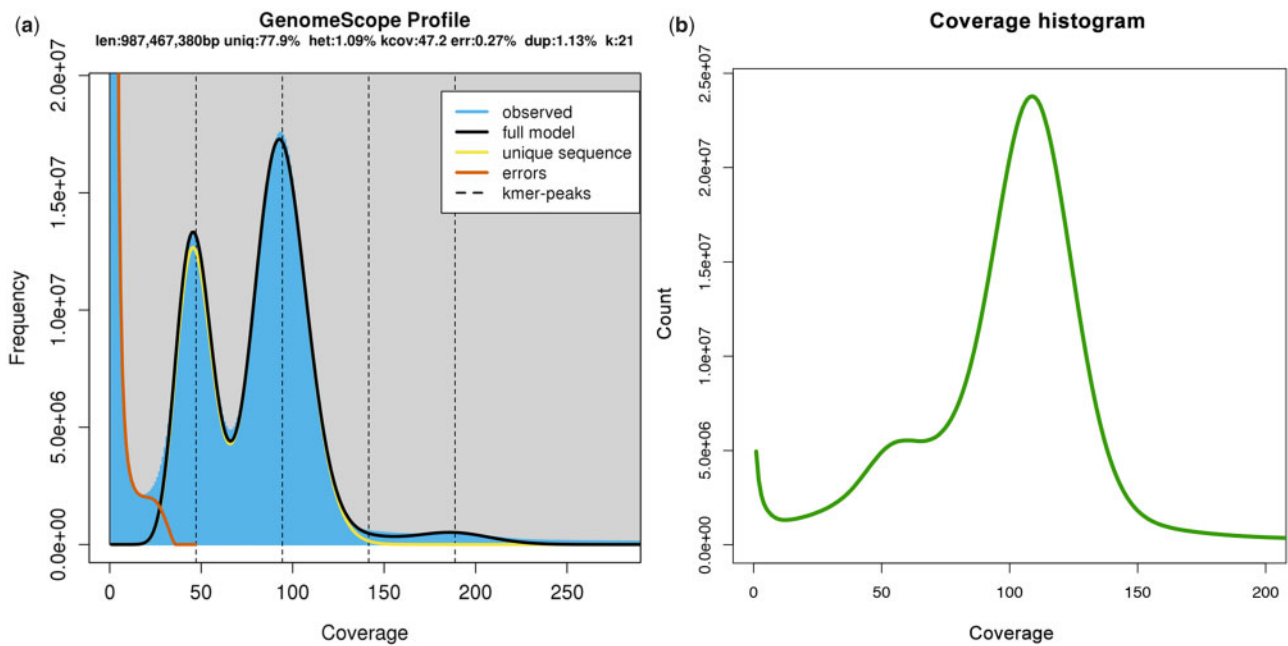 (a)
GenomeScope Profile
len:987,467,380bp uniq:77.9% het:1.09% kcov:47.2 err:0.27% dup:1.13% k:21
Frequency
2.0e+07
1.5e+07
1.0e+07
5.0e+06
0.0e+00
observed
full model
unique sequence
errors
kmer-peaks
0 50 100 150 200 250
Coverage
(b)
Coverage histogram
Count
2.5e+07
2.0e+07
1.5e+07
1.0e+07
5.0e+06
0.0e+00
0 50 100 150 200
Coverage